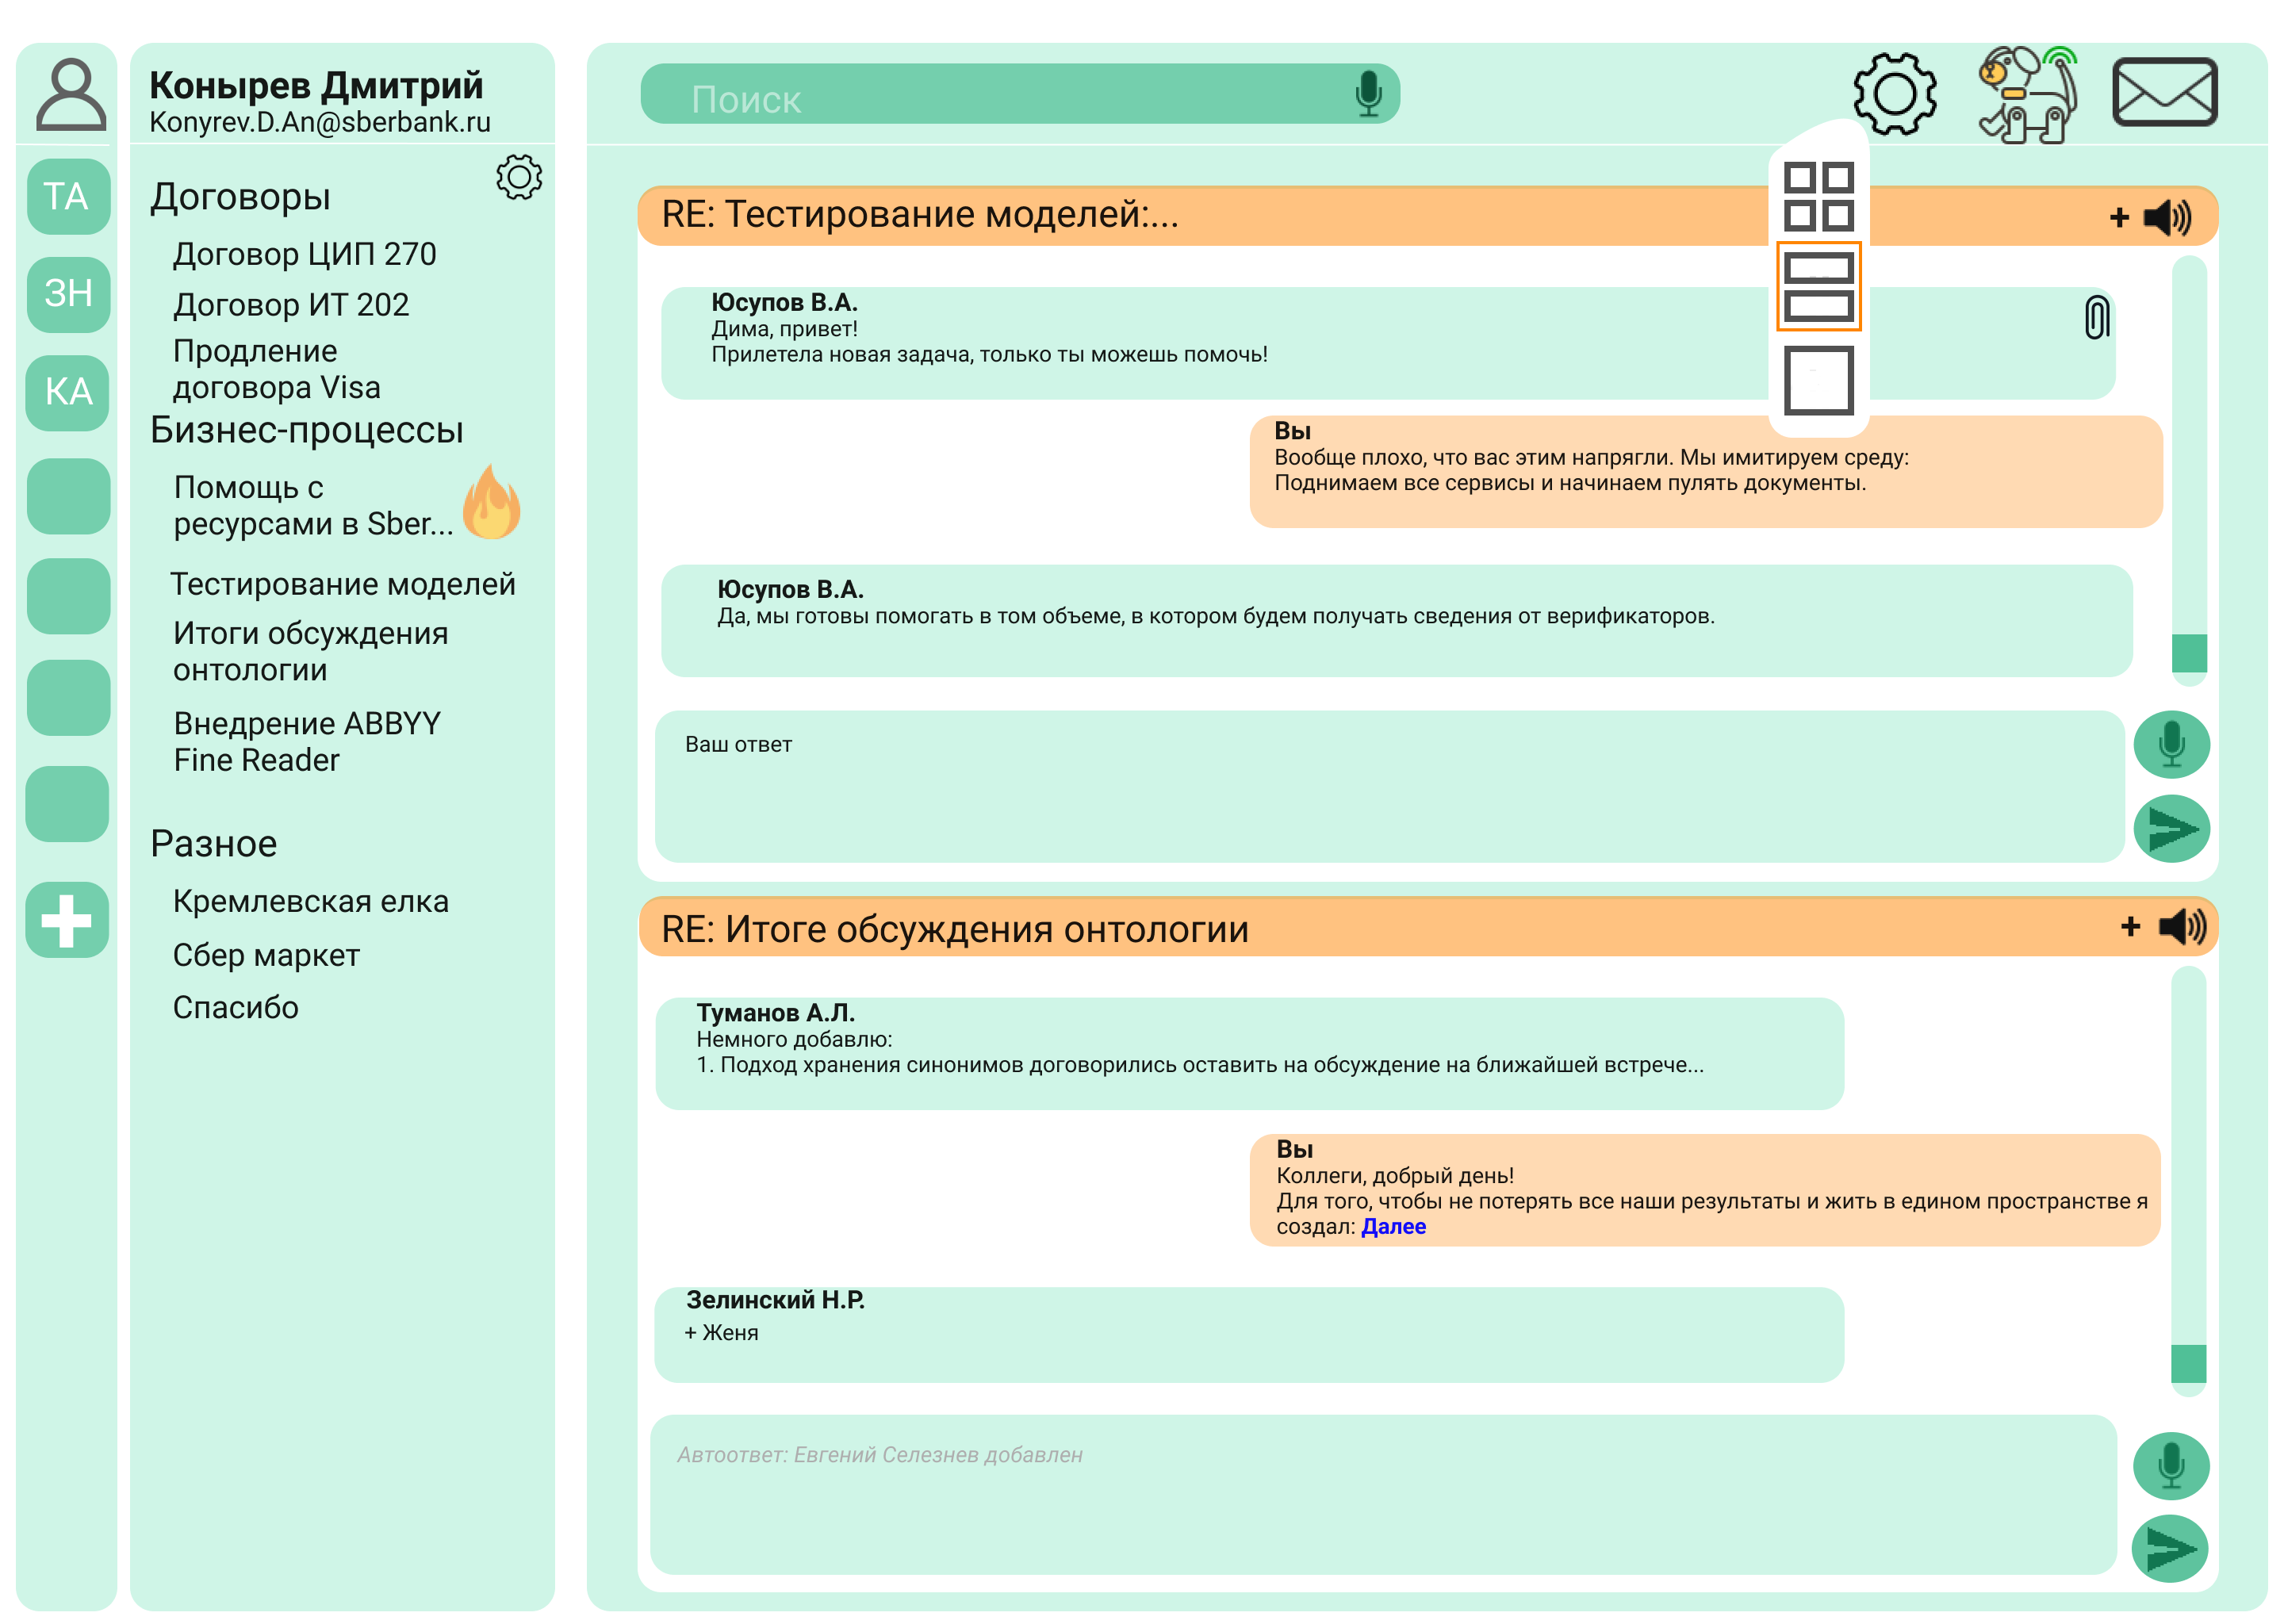 Конырев Дмитрий
Konyrev.D.An@sberbank.ru
ТА
ЗН
КА
Договоры
Договор ЦИП 270
Договор ИТ 202
Продление
договора Visa
Бизнес-процессы
Помощь с
ресурсами в Sber...
Тестирование моделей
Итоги обсуждения
онтологии
Внедрение ABBYY
Fine Reader
Разное
Кремлевская елка
Сбер маркет
Спасибо
Поиск
RE: Тестирование моделей:...
+
Юсупов В.А.
Дима, привет!
Прилетела новая задача, только ты можешь помочь!
Вы
Вообще плохо, что вас этим напрягли. Мы имитируем среду:
Поднимаем все сервисы и начинаем пулять документы.
Юсупов В.А.
Да, мы готовы помогать в том объеме, в котором будем получать сведения от верификаторов.
Ваш ответ
RE: Итоге обсуждения онтологии
+
Туманов А.Л.
Немного добавлю:
1. Подход хранения синонимов договорились оставить на обсуждение на ближайшей встрече...
Вы
Коллеги, добрый день!
Для того, чтобы не потерять все наши результаты и жить в едином пространстве я
создал: Далее
Зелинский Н.Р.
+ Женя
Автоответ: Евгений Селезнев добавлен